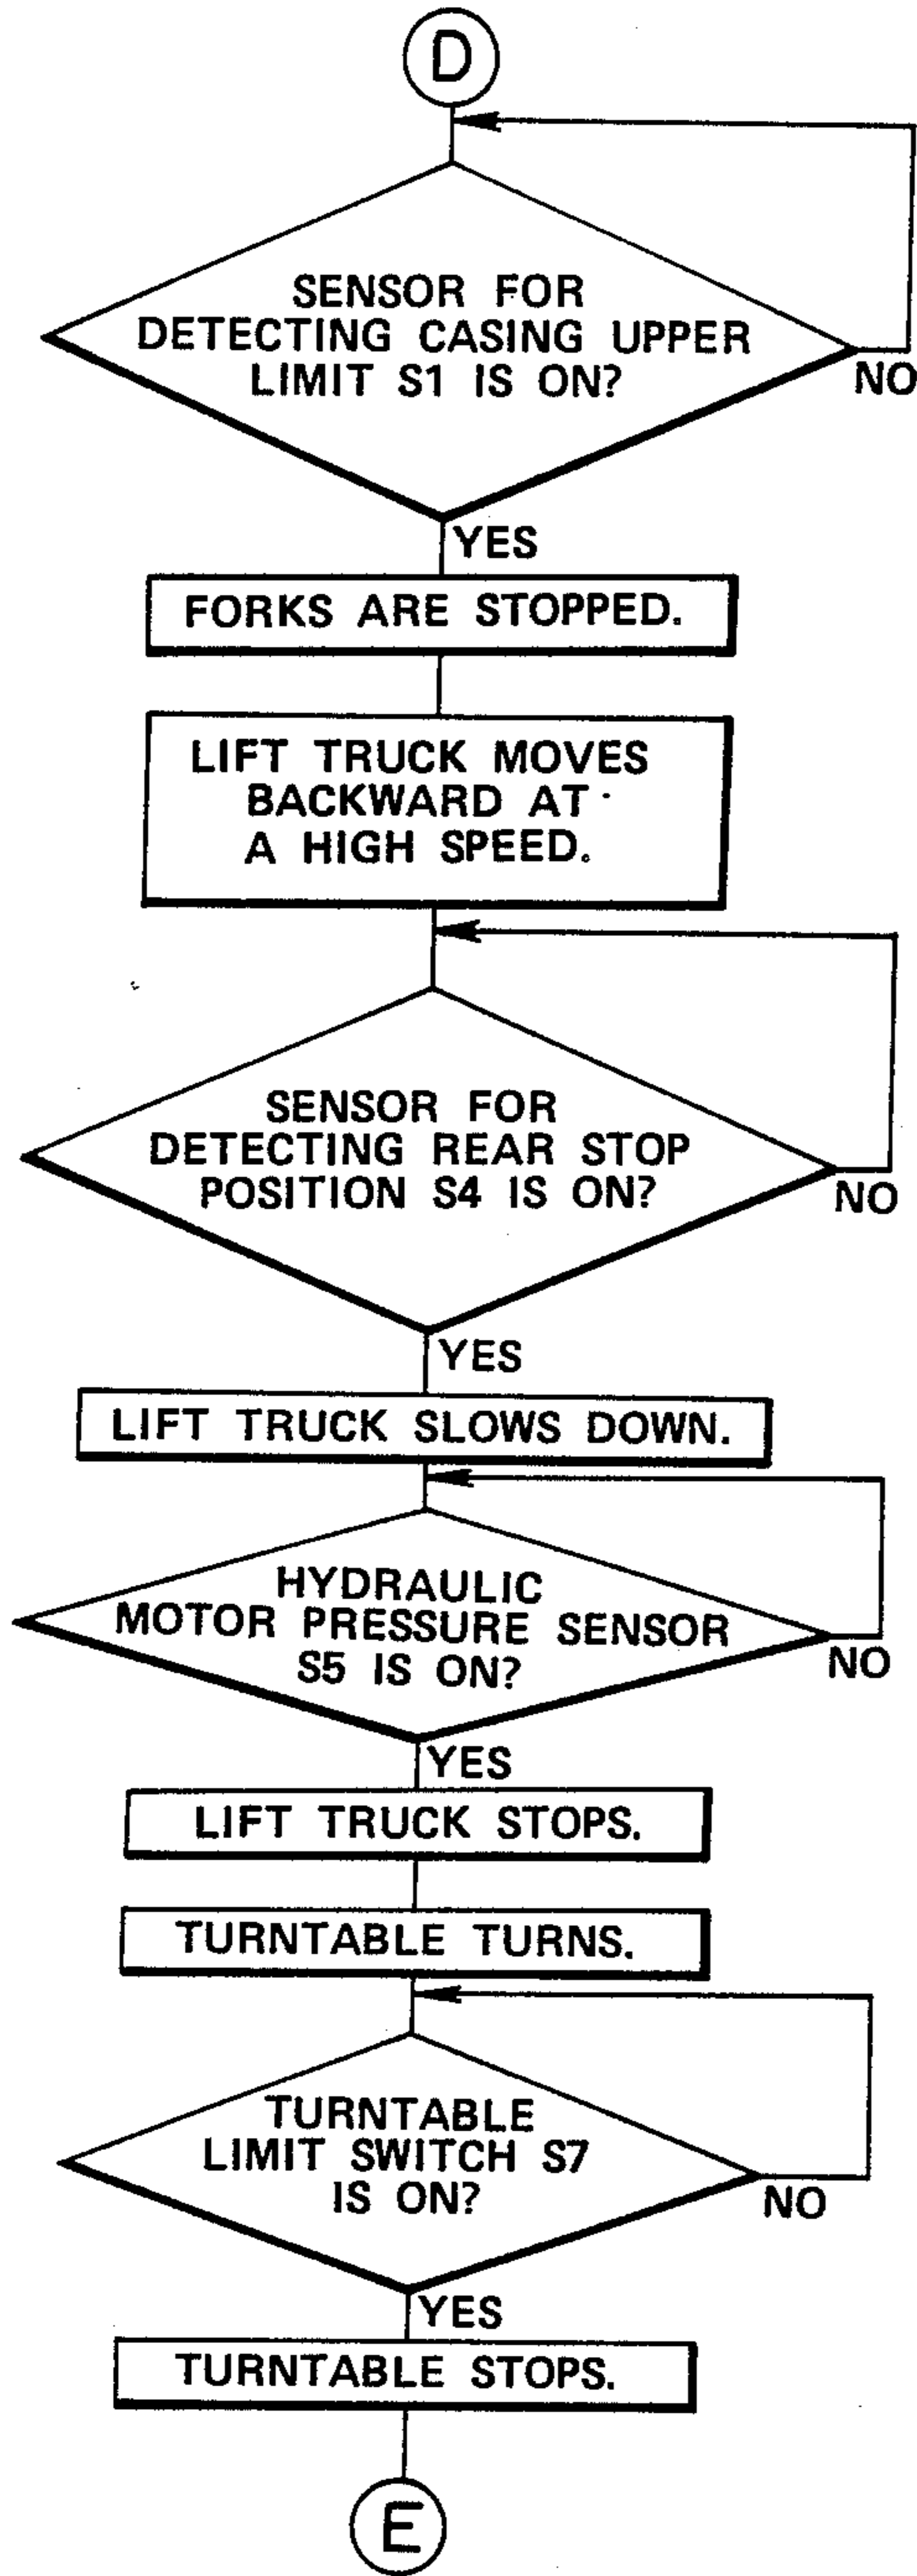 D
SENSOR FOR
DETECTING CASING UPPER
LIMIT S1 IS ON?
NO
YES
FORKS ARE STOPPED.
LIFT TRUCK MOVES
BACKWARD AT
A HIGH SPEED.
SENSOR FOR
DETECTING REAR STOP
POSITION S4 IS ON?
NO
YES
LIFT TRUCK SLOWS DOWN.
HYDRAULIC
MOTOR PRESSURE SENSOR
S5 IS ON?
NO
YES
LIFT TRUCK STOPS.
TURNTABLE TURNS.
TURNTABLE
LIMIT SWITCH S7
IS ON?
NO
YES
TURNTABLE STOPS.
E